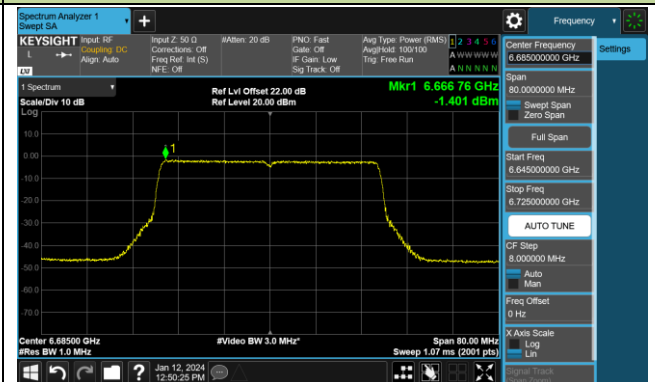 Spectrum Analyzer 1
Swept SA
Frequency
KEYSIGHT
Input: RF
Coupling: DC
Align: Auto
Input Z: 50 Ω
Corrections: Off
Freq Ref: Int (S)
NFE: Off
#Atten: 20 dB
PNO: Fast
Gate: Off
IF Gain: Low
Sig Track: Off
Avg Type: Power (RMS)
Avg|Hold: 100/100
Trig: Free Run
1 2 3 4 5 6
A W W W W W
A N N N N N
L
LXI
1 Spectrum
Scale/Div 10 dB
Log
Ref Lvl Offset 22.00 dB
Ref Level 20.00 dBm
Mkr1 6.666 76 GHz
-1.401 dBm
1
10.0
0.00
-10.0
-20.0
-30.0
-40.0
-50.0
-60.0
-70.0
Center 6.68500 GHz
#Res BW 1.0 MHz
#Video BW 3.0 MHz*
Span 80.00 MHz
Sweep 1.07 ms (2001 pts)
Jan 12, 2024
12:50:25 PM
Center Frequency
6.685000000 GHz
Settings
Span
80.0000000 MHz
Swept Span
Zero Span
Full Span
Start Freq
6.645000000 GHz
Stop Freq
6.725000000 GHz
AUTO TUNE
CF Step
8.000000 MHz
Auto
Man
Freq Offset
0 Hz
X Axis Scale
Log
Lin
Signal Track
(Span Zoom)